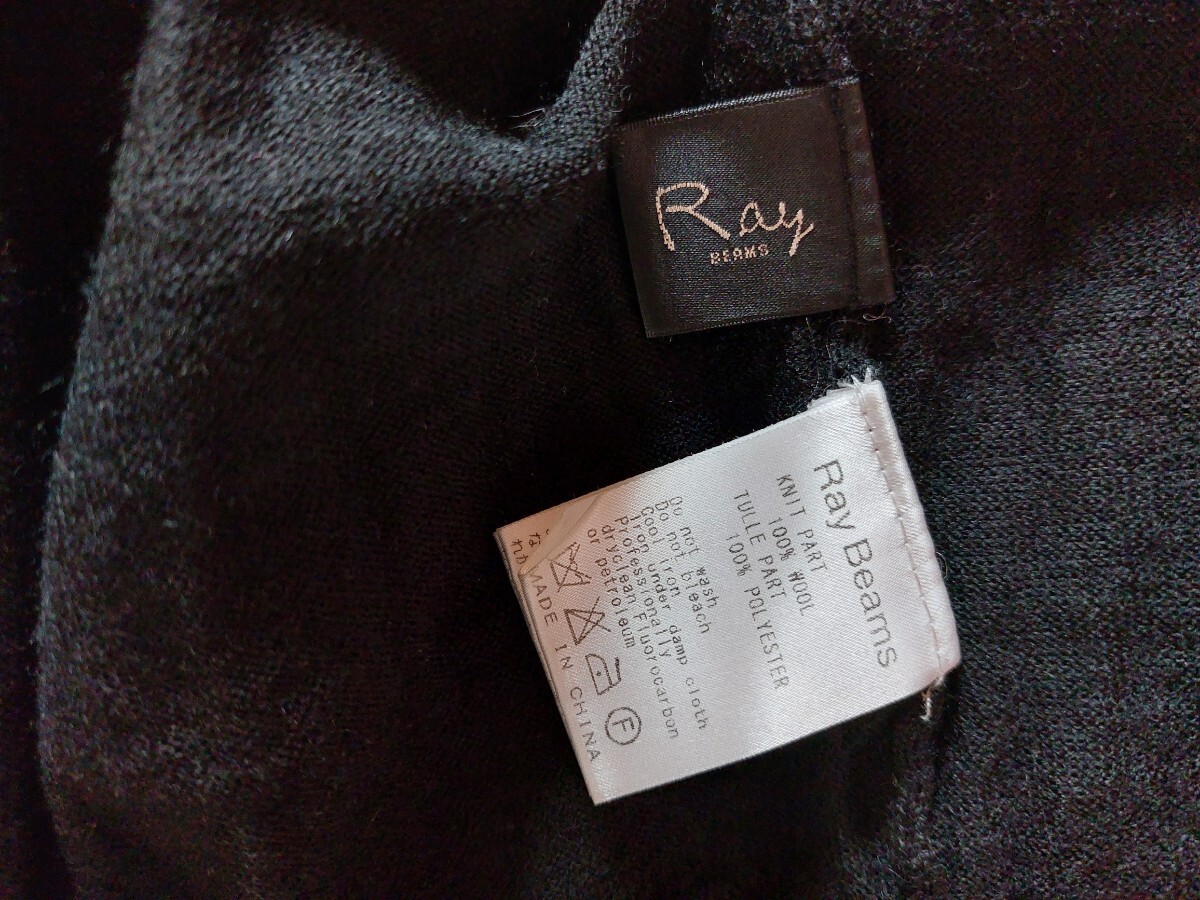 Ray
BEAMS
Ray Beams
KNIT PART
100% WOOL
TULLE PART
100% POLYESTER
Do not wash
Do not bleach
Cool iron
Iron under damp cloth
professionally
dryclean Fluorocarbon
or petroleum
F
MADE IN CHINA